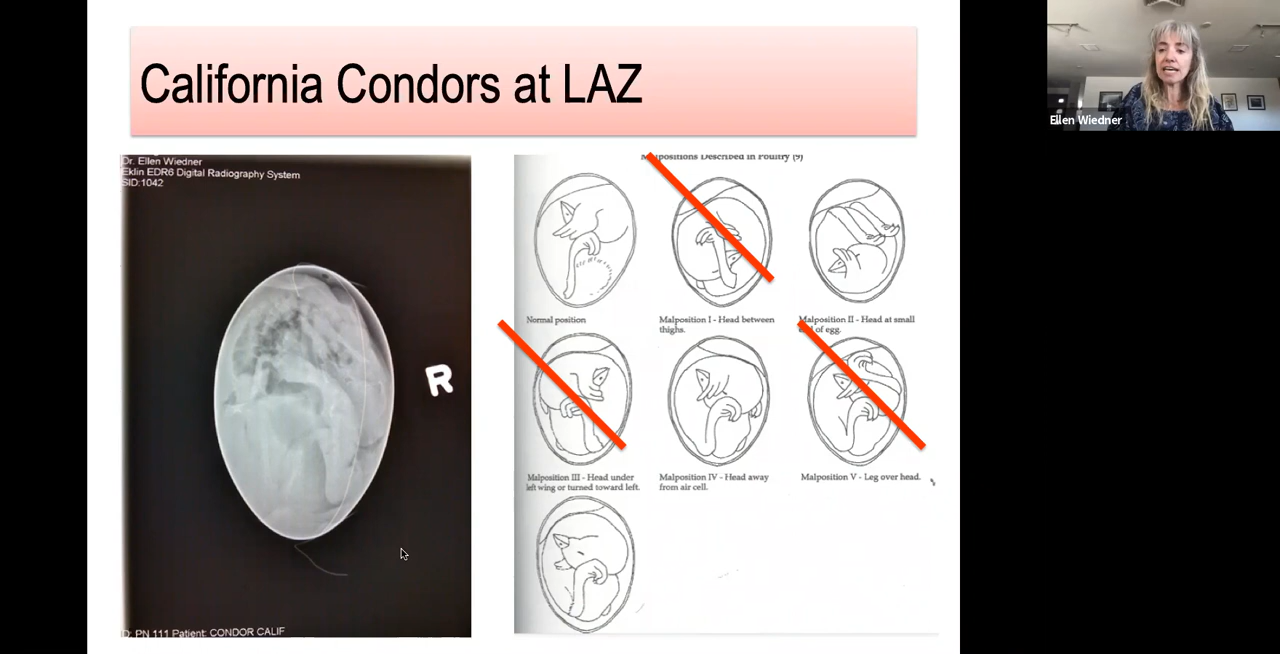 California Condors at LAZ
Ellen Wiedner
Dr. Ellen Wiedner
Eklin EDR6 Digital Radiography System
SID:1042
R
PN 111 Patient: CONDOR CALIF
Described in Poultry (9)
Normal position
Malposition I - Head between
thighs.
Malposition II - Head at small
of egg.
Malposition III - Head under
left wing or turned toward left.
Malposition IV - Head away
from air cell.
Malposition V - Leg over head.